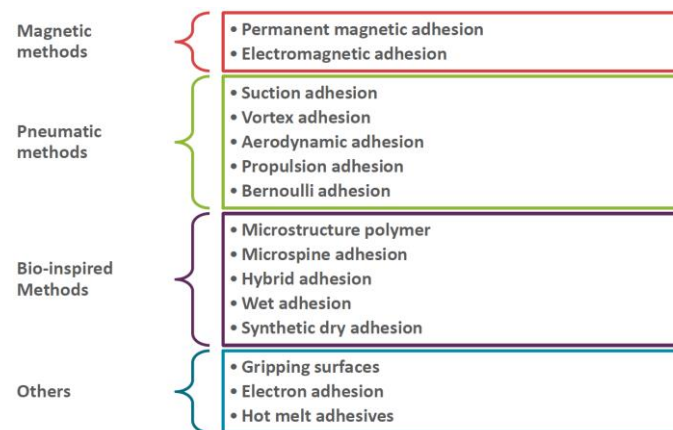 Magnetic
methods
• Permanent magnetic adhesion
• Electromagnetic adhesion
Pneumatic
methods
• Suction adhesion
• Vortex adhesion
• Aerodynamic adhesion
• Propulsion adhesion
• Bernoulli adhesion
Bio-inspired
Methods
• Microstructure polymer
• Microspine adhesion
• Hybrid adhesion
• Wet adhesion
• Synthetic dry adhesion
Others
• Gripping surfaces
• Electron adhesion
• Hot melt adhesives